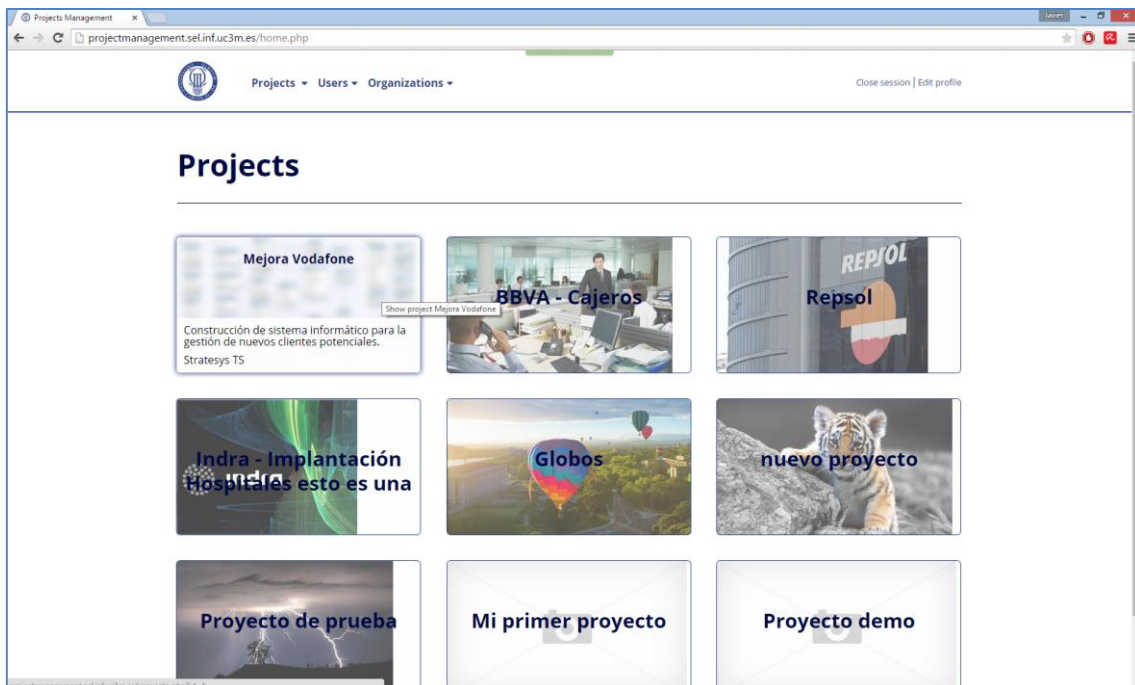 Projects Management
Javier
projectmanagement.sel.inf.uc3m.es/home.php
Projects Users Organizations
Close session | Edit profile
Projects
Mejora Vodafone
Show project Mejora Vodafone
Construcción de sistema informático para la
gestión de nuevos clientes potenciales.
Stratesys TS
BBVA - Cajeros
REPSOL
Repsol
Indra - Implantación
Hospitales esto es una
indra
Globos
nuevo proyecto
Proyecto de prueba
Mi primer proyecto
Proyecto demo